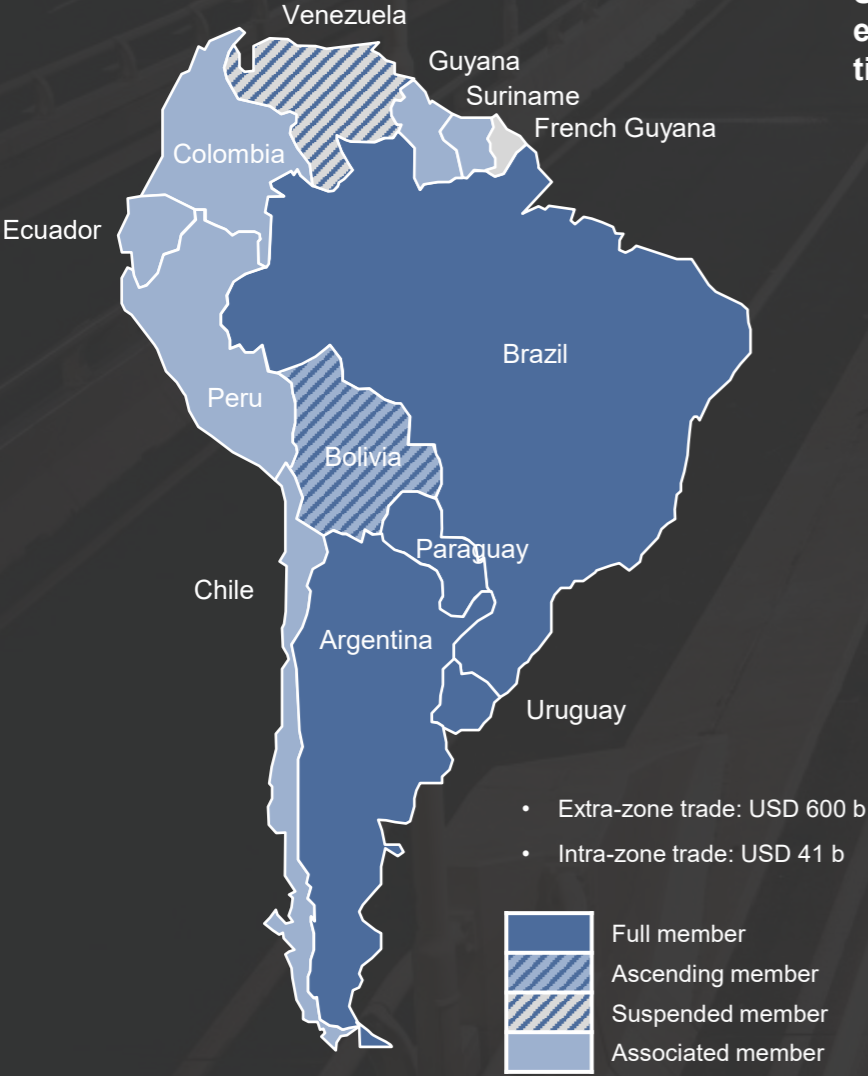 Venezuela
Guyana
Suriname
French Guyana
Colombia
Ecuador
Brazil
Peru
Bolivia
Paraguay
Chile
Argentina
Uruguay
• Extra-zone trade: USD 600 b
• Intra-zone trade: USD 41 b
Full member
Ascending member
Suspended member
Associated member